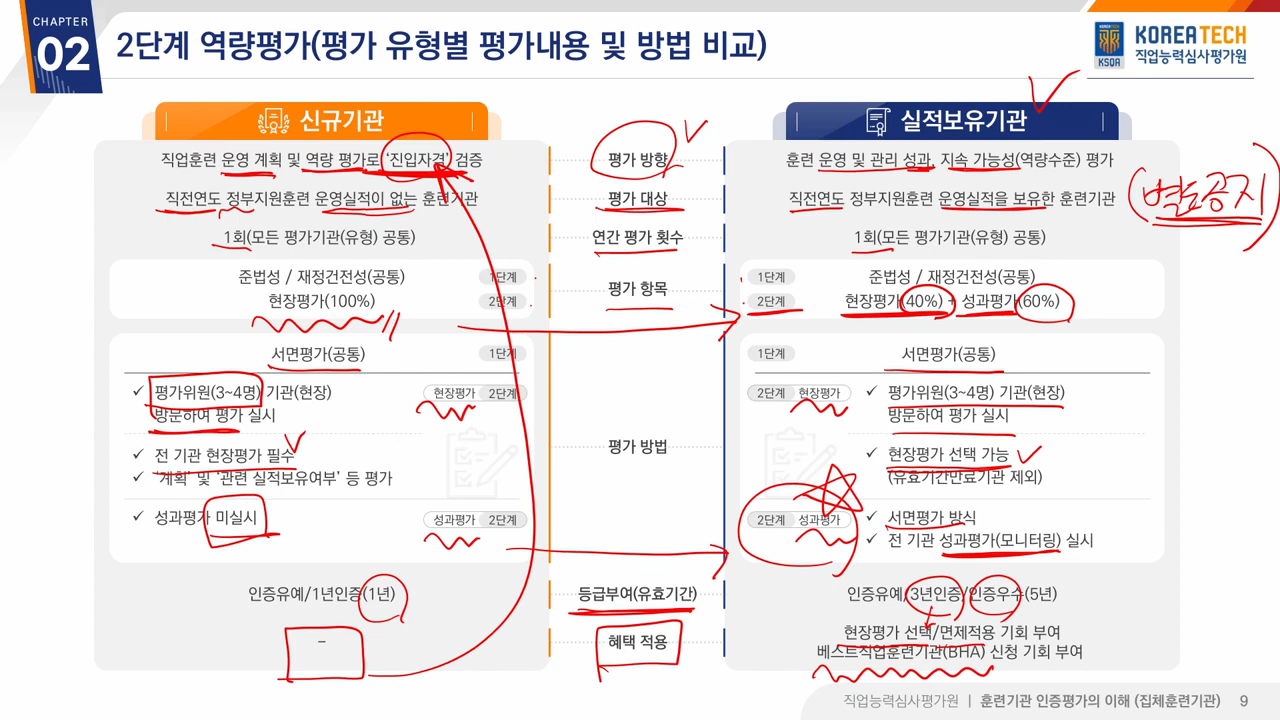 CHAPTER
02
2단계 역량평가(평가 유형별 평가내용 및 방법 비교)
KSQA
KOREATECH
직업능력심사평가원
신규기관
실적보유기관
직업훈련 운영 계획 및 역량 평가로 '진입자격' 검증
평가 방향
훈련 운영 및 관리 성과, 지속 가능성(역량수준) 평가
직전연도 정부지원훈련 운영실적이 없는 훈련기관
평가 대상
직전연도 정부지원훈련 운영실적을 보유한 훈련기관
(별도공지)
1회(모든 평가기관(유형) 공통)
연간 평가 횟수
1회(모든 평가기관(유형) 공통)
준법성 / 재정건전성(공통) 1단계
현장평가(100%) 2단계
평가 항목
1단계 준법성 / 재정건전성(공통)
2단계 현장평가(40%) + 성과평가(60%)
서면평가(공통) 1단계
✓ 평가위원(3~4명) 기관(현장) 현장평가 2단계
방문하여 평가 실시
✓ 전 기관 현장평가 필수
✓ '계획' 및 '관련 실적보유여부' 등 평가
✓ 성과평가 미실시 성과평가 2단계
평가 방법
1단계 서면평가(공통)
2단계 현장평가 ✓ 평가위원(3~4명) 기관(현장)
방문하여 평가 실시
✓ 현장평가 선택 가능
(유효기간만료기관 제외)
2단계 성과평가 ✓ 서면평가 방식
✓ 전 기관 성과평가(모니터링) 실시
인증유예/1년인증(1년)
등급부여(유효기간)
인증유예/3년인증/인증우수(5년)
-
혜택 적용
현장평가 선택/면제적용 기회 부여
베스트직업훈련기관(BHA) 신청 기회 부여
직업능력심사평가원 | 훈련기관 인증평가의 이해 (집체훈련기관) 9